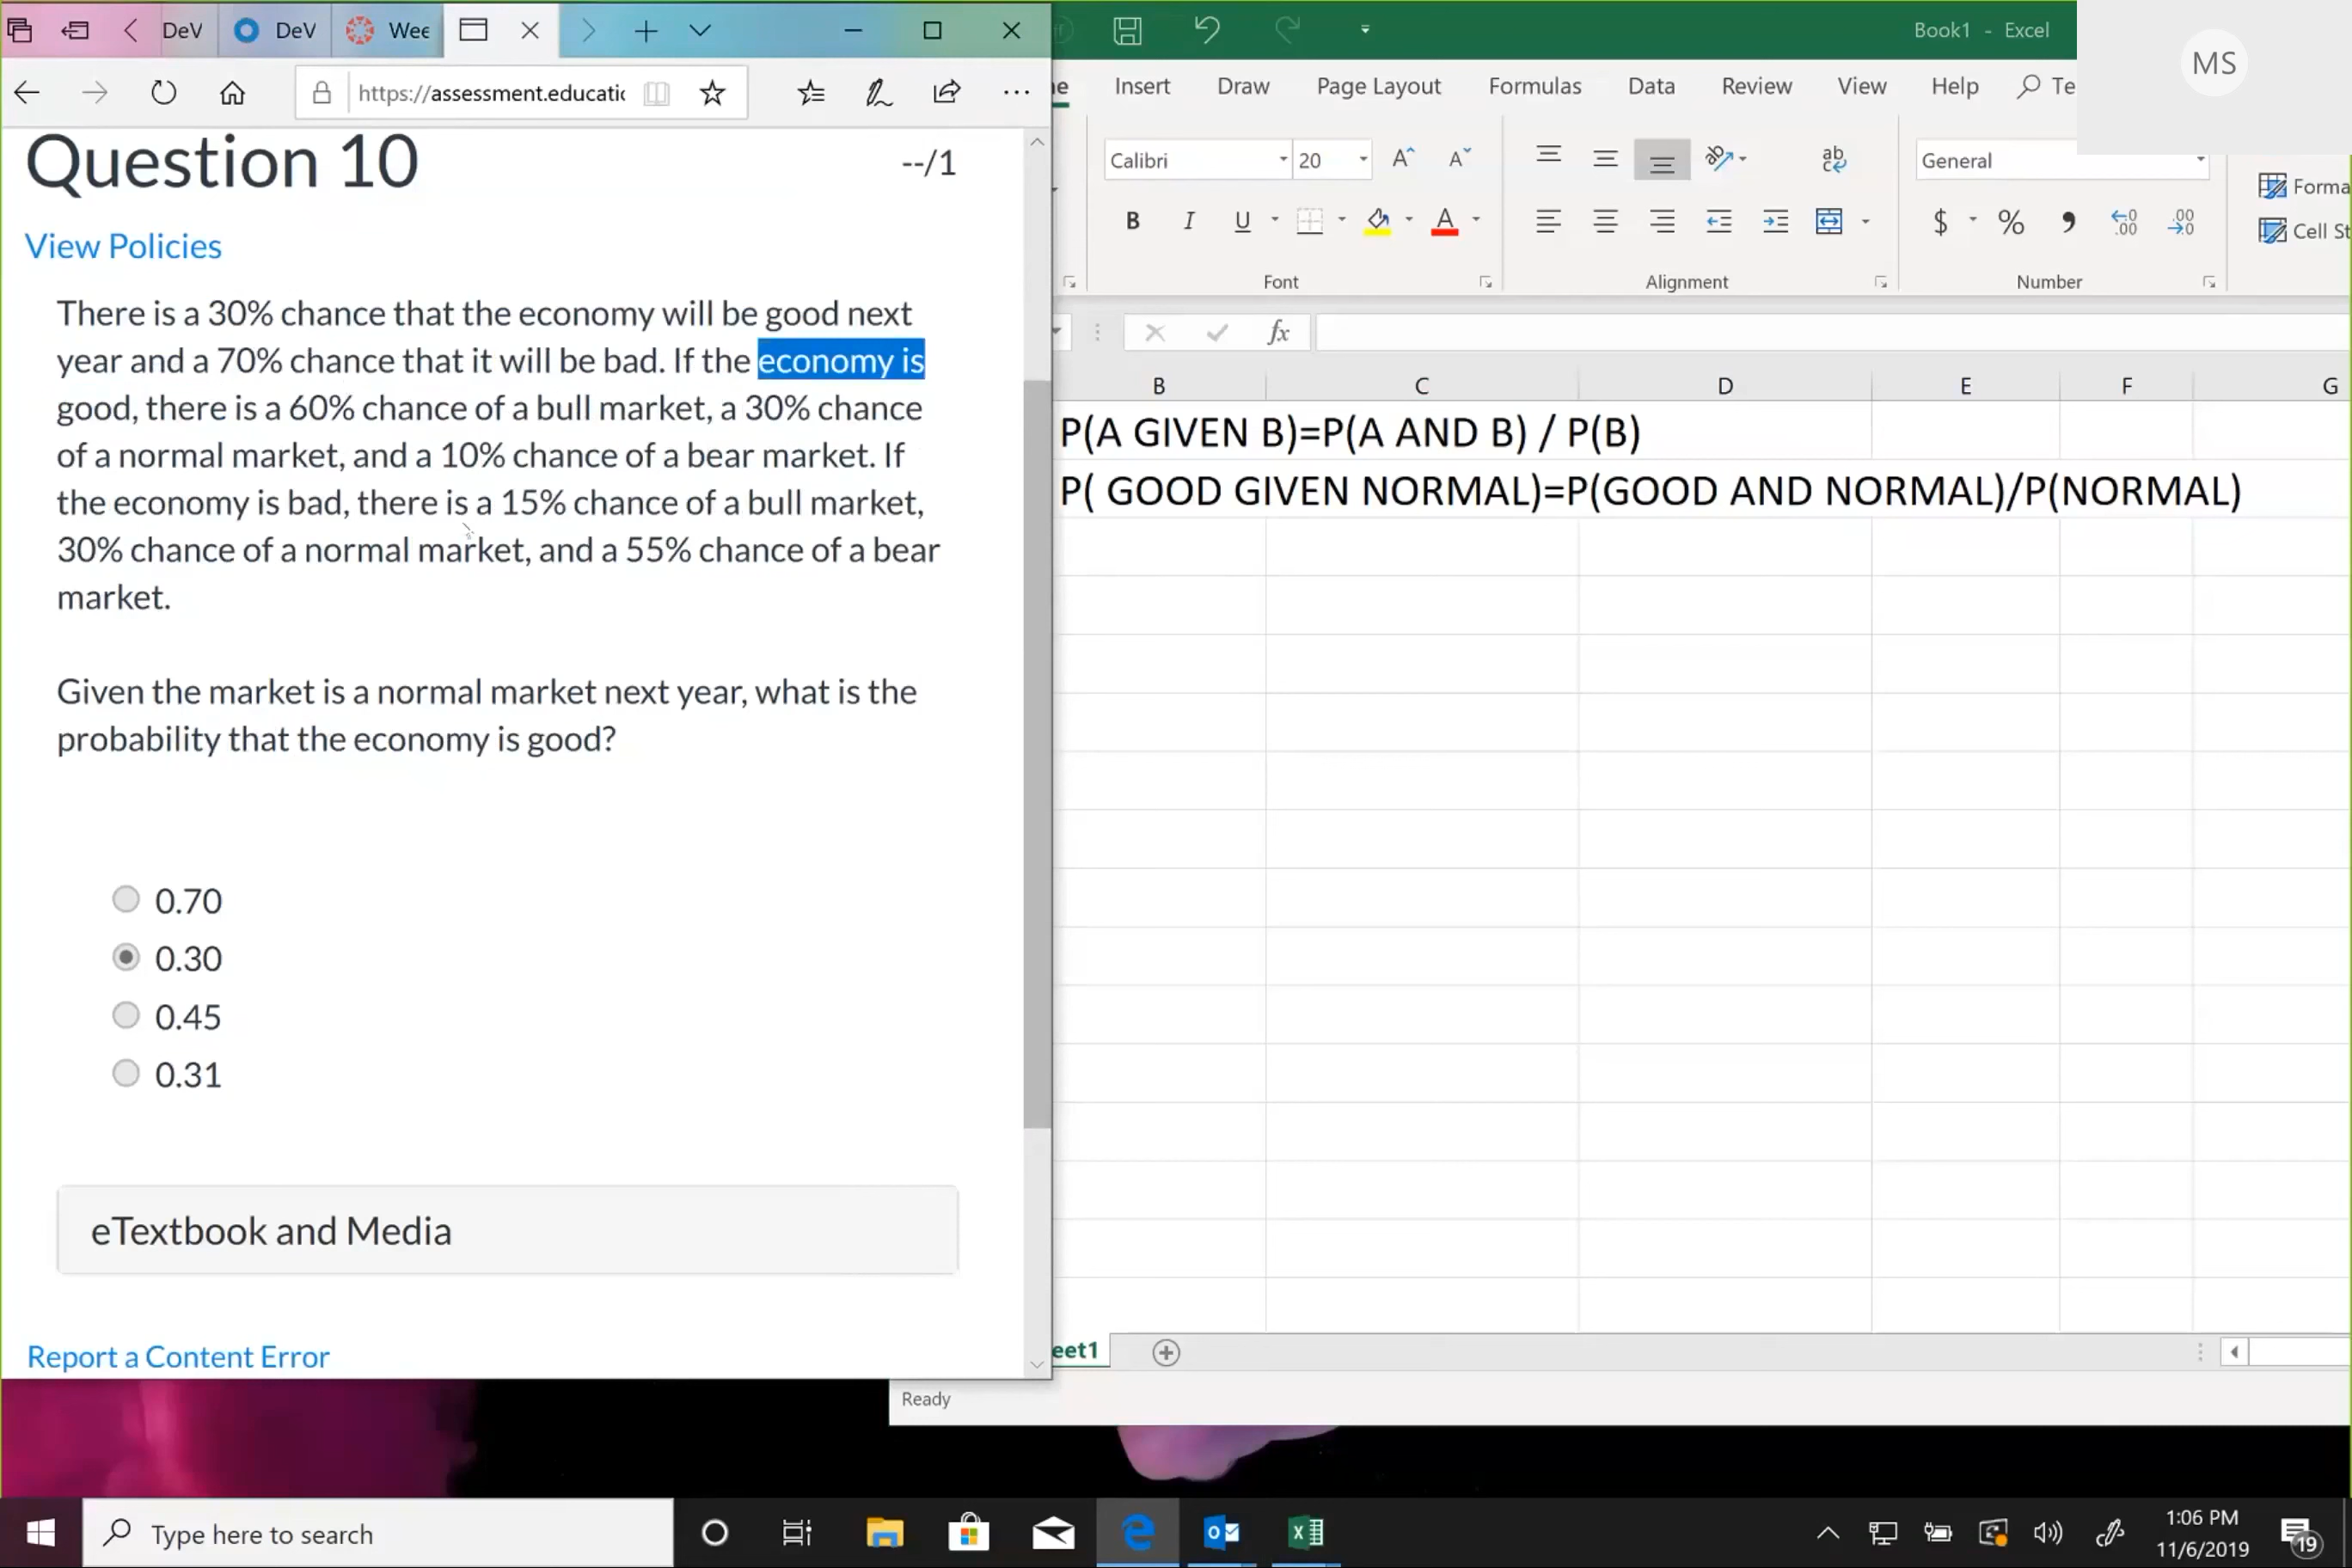 DeV
DeV
Wee
https://assessment.educatic
Question 10
--/1
View Policies
There is a 30% chance that the economy will be good next
year and a 70% chance that it will be bad. If the economy is
good, there is a 60% chance of a bull market, a 30% chance
of a normal market, and a 10% chance of a bear market. If
the economy is bad, there is a 15% chance of a bull market,
30% chance of a normal market, and a 55% chance of a bear
market.
Given the market is a normal market next year, what is the
probability that the economy is good?
0.70
0.30
0.45
0.31
eTextbook and Media
Report a Content Error
Book1 - Excel
MS
Insert Draw Page Layout Formulas Data Review View Help Te
Calibri 20
General
Forma
B I U
$ %
Cell St
Font Alignment Number
fx
B C D E F G
P(A GIVEN B)=P(A AND B) / P(B)
P( GOOD GIVEN NORMAL)=P(GOOD AND NORMAL)/P(NORMAL)
eet1
Ready
Type here to search
1:06 PM
11/6/2019
19